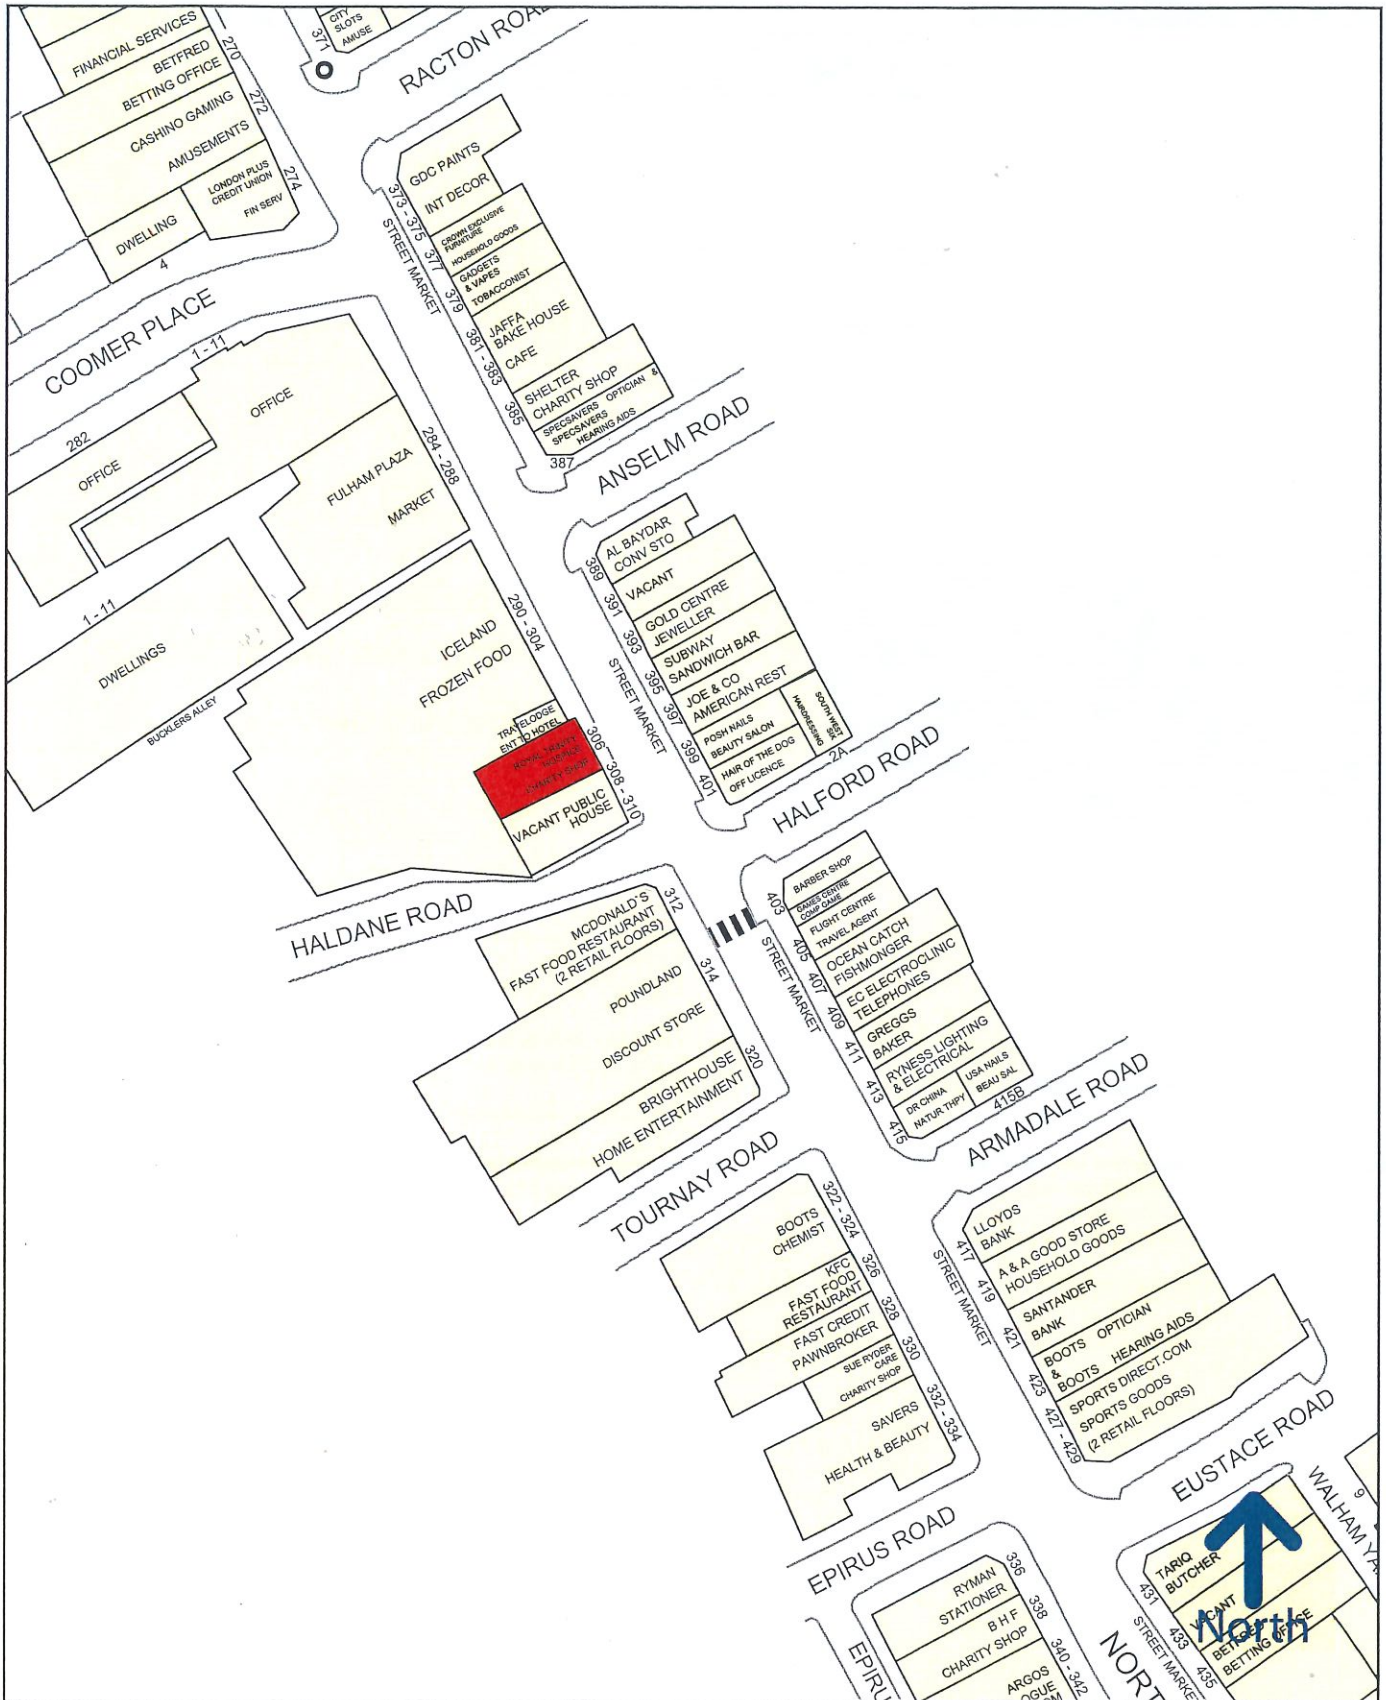 FINANCIAL SERVICES
BETFRED
BETTING OFFICE
CASHINO GAMING
AMUSEMENTS
LONDON PLUS
CREDIT UNION
FIN SERV
DWELLING
270
272
274
4
371
CITY
SLOTS
AMUSE
COOMER PLACE
373 - 375
377
379
381 - 383
385
387
STREET MARKET
GDC PAINTS
INT DECOR
CROWN EXCLUSIVE
FURNITURE
HOUSEHOLD GOODS
GADGETS
& VAPES
TOBACCONIST
JAFFA
BAKE HOUSE
CAFE
SHELTER
CHARITY SHOP
SPECSAVERS OPTICIAN &
SPECSAVERS
HEARING AIDS
ANSELM ROAD
1 - 11
OFFICE
282
OFFICE
284 - 288
FULHAM PLAZA
MARKET
1 - 11
DWELLINGS
BUCKLERS ALLEY
290 - 304
ICELAND
FROZEN FOOD
TRAVELODGE
ENT TO HOTEL
306
ROYAL TRINITY
HOSPICE
CHARITY SHOP
308 - 310
VACANT PUBLIC
HOUSE
389
391
393
395
397
399
401
STREET MARKET
AL BAYDAR
CONV STO
VACANT
GOLD CENTRE
JEWELLER
SUBWAY
SANDWICH BAR
JOE & CO
AMERICAN REST
POSH NAILS
BEAUTY SALON
HAIR OF THE DOG
OFF LICENCE
SOUTH WEST
SIX
HAIRDRESSING
2A
HALFORD ROAD
HALDANE ROAD
312
MCDONALD'S
FAST FOOD RESTAURANT
(2 RETAIL FLOORS)
314
POUNDLAND
DISCOUNT STORE
320
BRIGHTHOUSE
HOME ENTERTAINMENT
403
405
407
409
411
413
415
STREET MARKET
BARBER SHOP
GAMES CENTRE
COMP GAME
FLIGHT CENTRE
TRAVEL AGENT
OCEAN CATCH
FISHMONGER
EC ELECTROCLINIC
TELEPHONES
GREGGS
BAKER
RYNESS LIGHTING
& ELECTRICAL
DR CHINA
NATUR THPY
USA NAILS
BEAU SAL
415B
ARMADALE ROAD
TOURNAY ROAD
322 - 324
BOOTS
CHEMIST
326
KFC
FAST FOOD
RESTAURANT
328
FAST CREDIT
PAWNBROKER
330
SUE RYDER
CARE
CHARITY SHOP
332 - 334
SAVERS
HEALTH & BEAUTY
417
419
421
423
427 - 429
STREET MARKET
LLOYDS
BANK
A & A GOOD STORE
HOUSEHOLD GOODS
SANTANDER
BANK
BOOTS OPTICIAN
&
BOOTS HEARING AIDS
SPORTS DIRECT.COM
SPORTS GOODS
(2 RETAIL FLOORS)
EUSTACE ROAD
EPIRUS ROAD
336
RYMAN
STATIONER
338
B H F
CHARITY SHOP
340 - 342
ARGOS
431
433
435
STREET MARKET
TARIQ
BUTCHER
VACANT
BETTING OFFICE
9
North